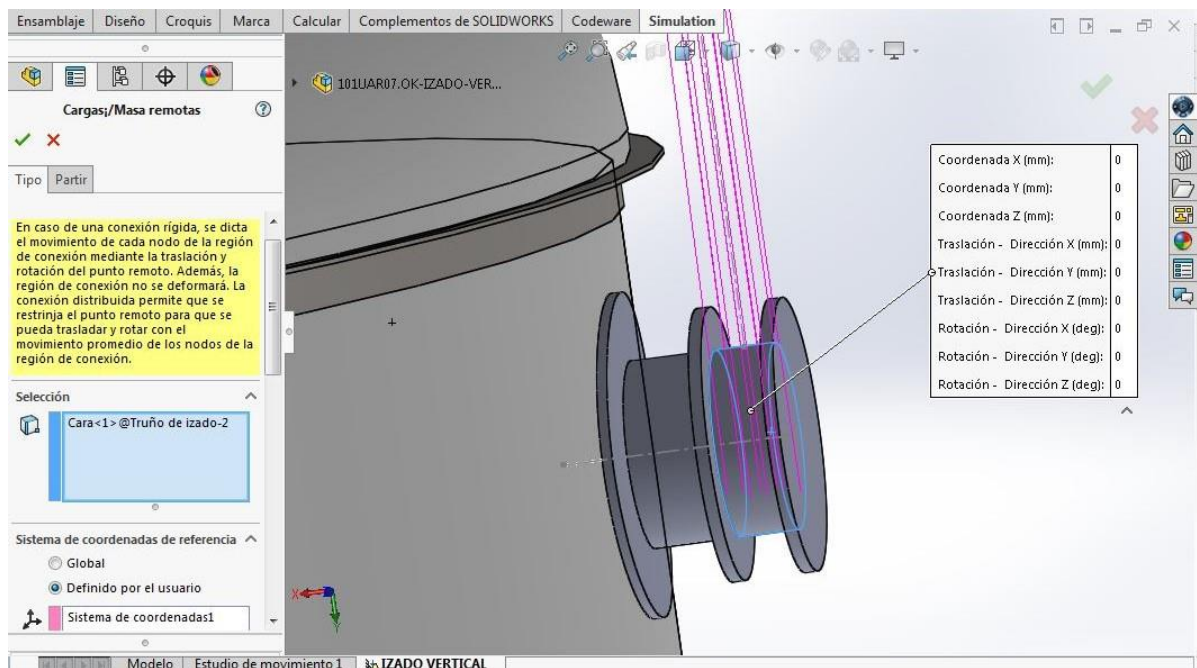 Ensamblaje Diseño Croquis Marca Calcular Complementos de SOLIDWORKS Codeware Simulation
101UAR07.OK-IZADO-VER...
Cargas¡/Masa remotas
Tipo Partir
En caso de una conexión rígida, se dicta
el movimiento de cada nodo de la región
de conexión mediante la traslación y
rotación del punto remoto. Además, la
región de conexión no se deformará. La
conexión distribuida permite que se
restrinja el punto remoto para que se
pueda trasladar y rotar con el
movimiento promedio de los nodos de la
región de conexión.
Selección
Cara<1>@Truño de izado-2
Sistema de coordenadas de referencia
Global
Definido por el usuario
Sistema de coordenadas1
Coordenada X (mm): 0
Coordenada Y (mm): 0
Coordenada Z (mm): 0
Traslación - Dirección X (mm): 0
Traslación - Dirección Y (mm): 0
Traslación - Dirección Z (mm): 0
Rotación - Dirección X (deg): 0
Rotación - Dirección Y (deg): 0
Rotación - Dirección Z (deg): 0
X
Y
Modelo Estudio de movimiento 1 IZADO VERTICAL